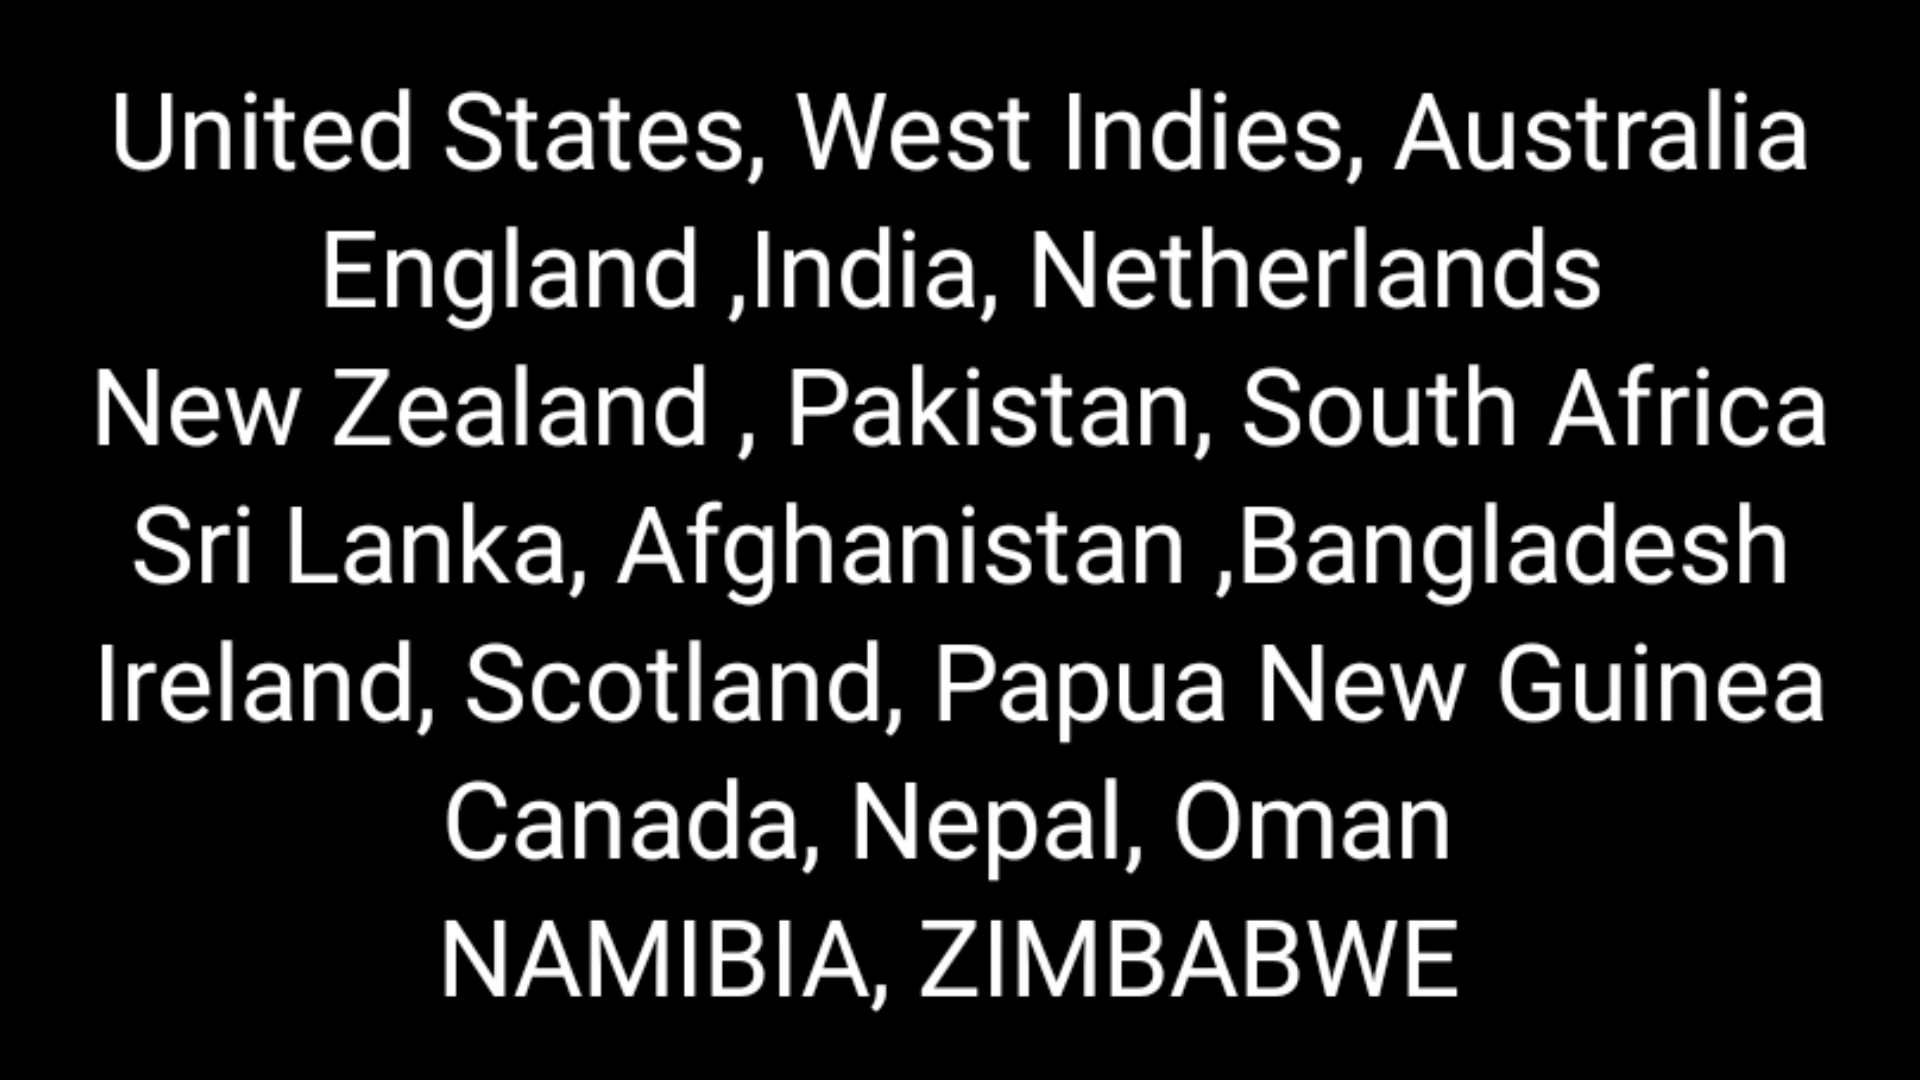 United States, West Indies, Australia
England ,India, Netherlands
New Zealand , Pakistan, South Africa
Sri Lanka, Afghanistan ,Bangladesh
Ireland, Scotland, Papua New Guinea
Canada, Nepal, Oman
NAMIBIA, ZIMBABWE